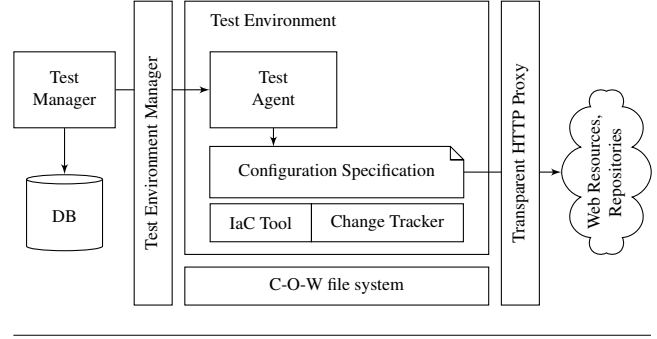 Test Environment
Test
Manager
DB
Test Environment Manager
Test
Agent
Configuration Specification
IaC Tool
Change Tracker
C-O-W file system
Transparent HTTP Proxy
Web Resources,
Repositories